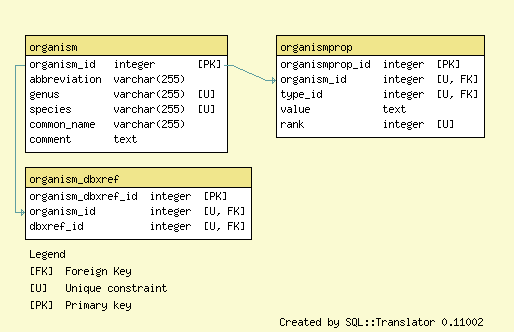 organism
organism_id integer [PK]
abbreviation varchar(255)
genus varchar(255) [U]
species varchar(255) [U]
common_name varchar(255)
comment text
organismprop
organismprop_id integer [PK]
organism_id integer [U, FK]
type_id integer [U, FK]
value text
rank integer [U]
organism_dbxref
organism_dbxref_id integer [PK]
organism_id integer [U, FK]
dbxref_id integer [U, FK]
Legend
[FK] Foreign Key
[U] Unique constraint
[PK] Primary key
Created by SQL::Translator 0.11002